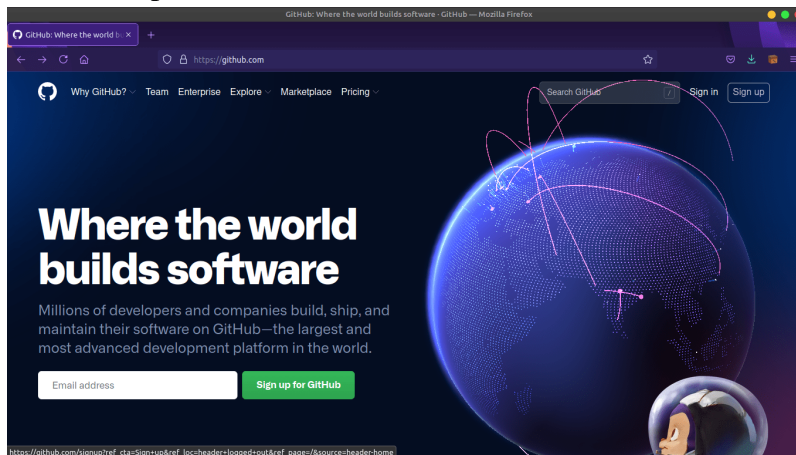 GitHub: Where the world builds software · GitHub — Mozilla Firefox
GitHub: Where the world bu
https://github.com
Why GitHub? Team Enterprise Explore Marketplace Pricing Search GitHub / Sign in Sign up
Where the world
builds software
Millions of developers and companies build, ship, and
maintain their software on GitHub—the largest and
most advanced development platform in the world.
Email address Sign up for GitHub
https://github.com/signup?ref_cta=Sign+up&ref_loc=header+logged+out&ref_page=/&source=header-home